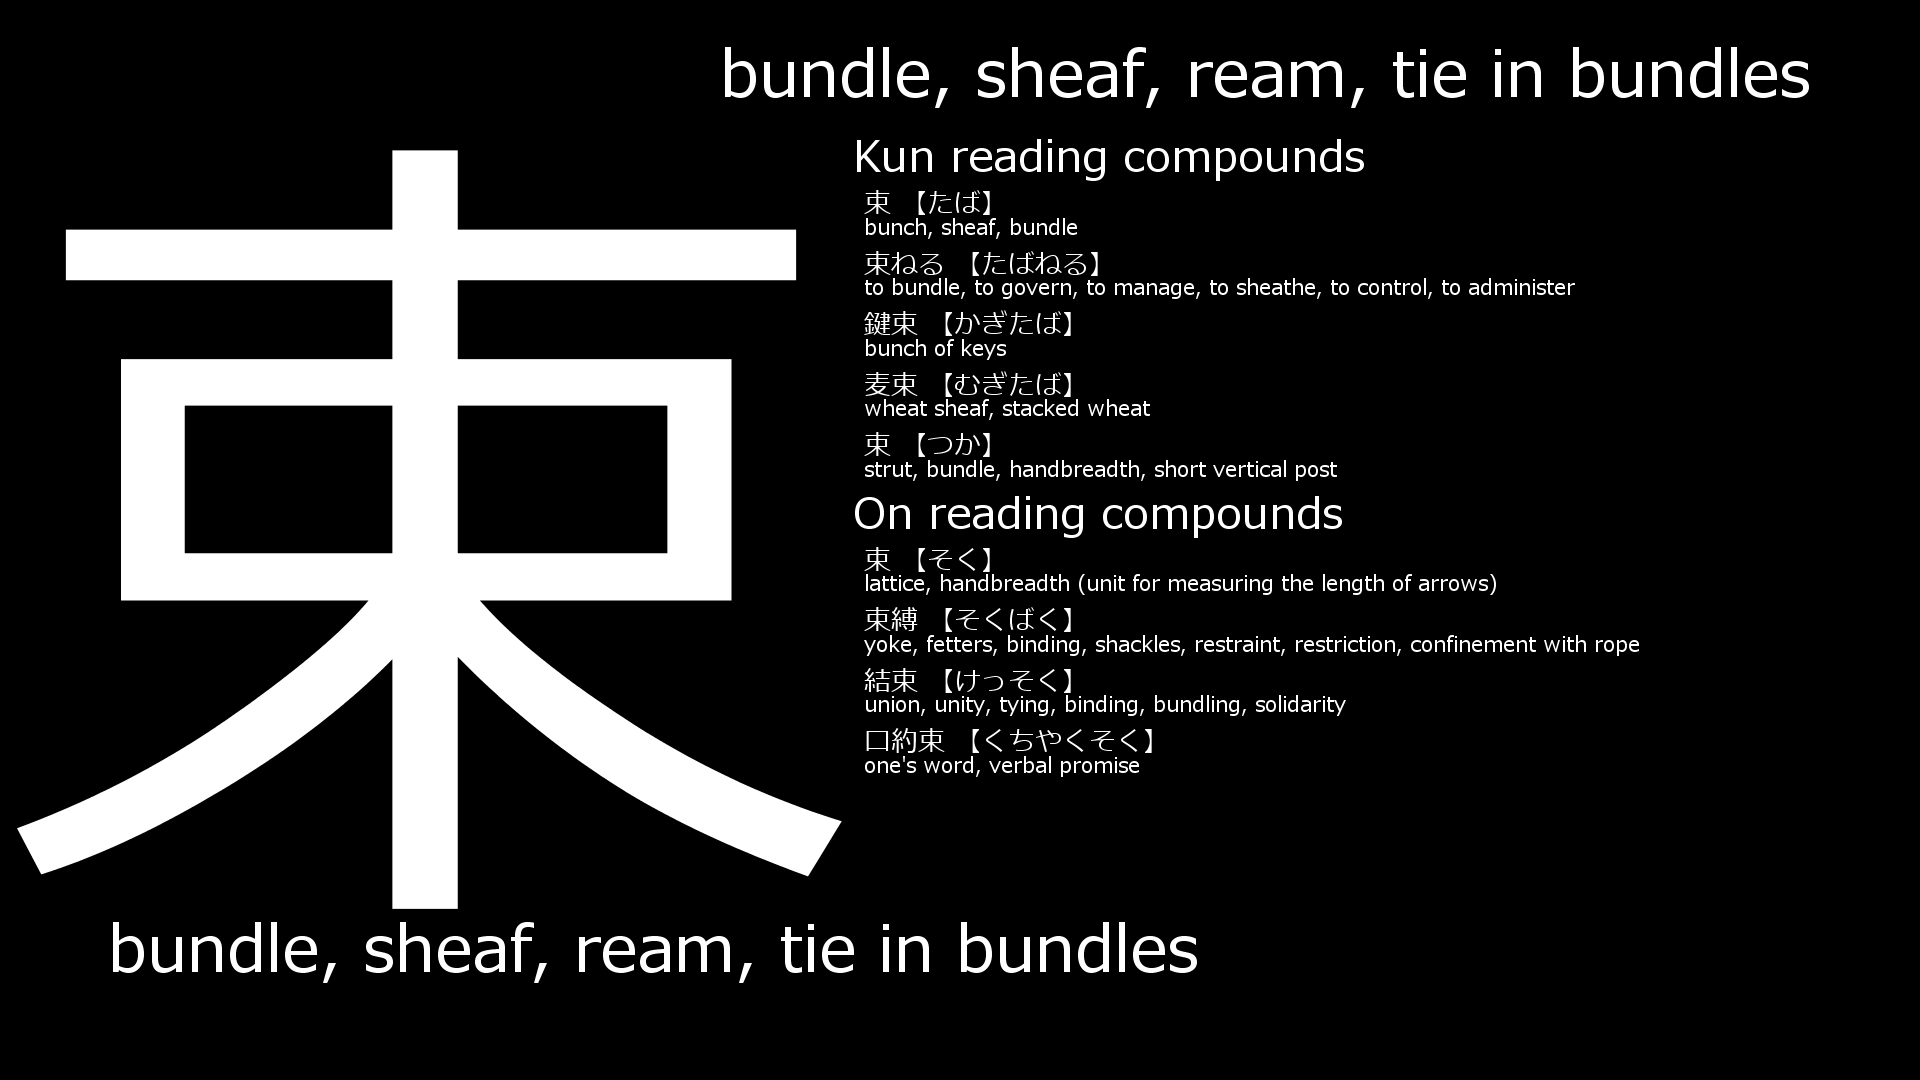 bundle, sheaf, ream, tie in bundles
束
Kun reading compounds
束 【たば】
bunch, sheaf, bundle
束ねる 【たばねる】
to bundle, to govern, to manage, to sheathe, to control, to administer
鍵束 【かぎたば】
bunch of keys
麦束 【むぎたば】
wheat sheaf, stacked wheat
束 【つか】
strut, bundle, handbreadth, short vertical post
On reading compounds
束 【そく】
lattice, handbreadth (unit for measuring the length of arrows)
束縛 【そくばく】
yoke, fetters, binding, shackles, restraint, restriction, confinement with rope
結束 【けっそく】
union, unity, tying, binding, bundling, solidarity
口約束 【くちやくそく】
one's word, verbal promise
bundle, sheaf, ream, tie in bundles